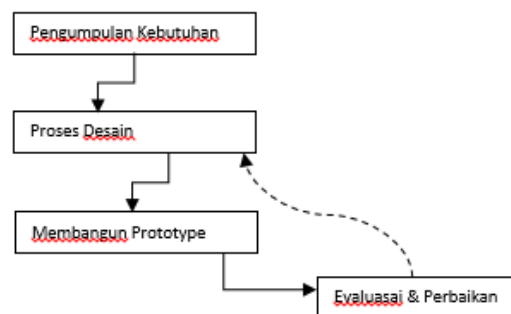 Pengumpulan Kebutuhan
Proses Desain
Membangun Prototype
Evaluasai & Perbaikan